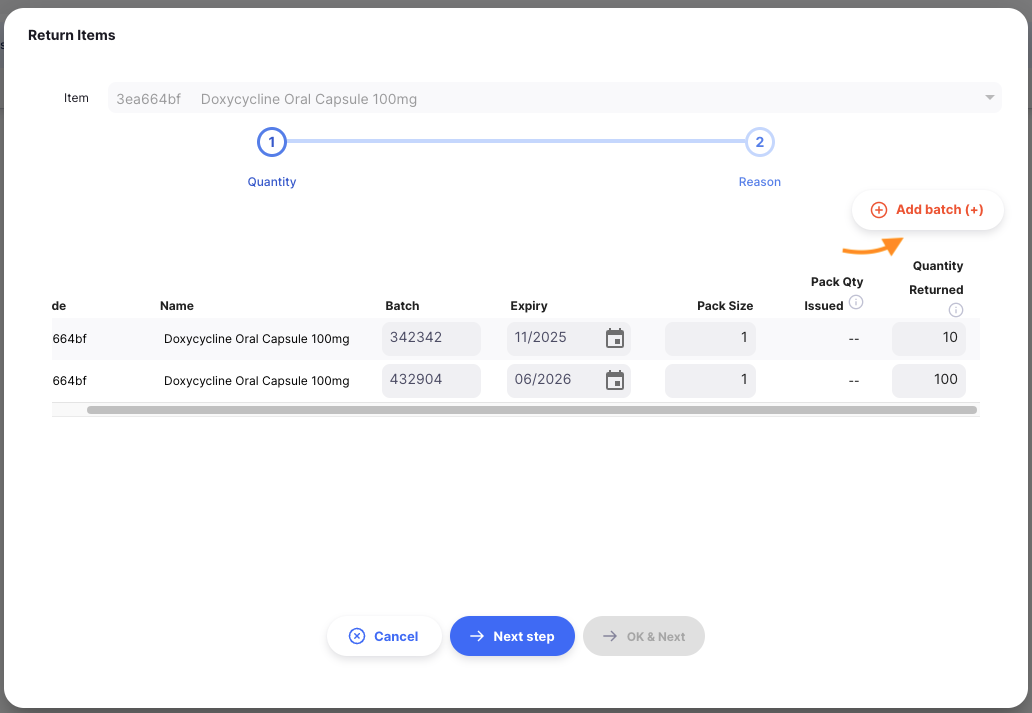 Return Items
Item 3ea664bf Doxycycline Oral Capsule 100mg
1 2
Quantity Reason
Add batch (+)
de Name Batch Expiry Pack Size Pack Qty Issued Quantity Returned
664bf Doxycycline Oral Capsule 100mg 342342 11/2025 1 -- 10
664bf Doxycycline Oral Capsule 100mg 432904 06/2026 1 -- 100
Cancel Next step OK & Next